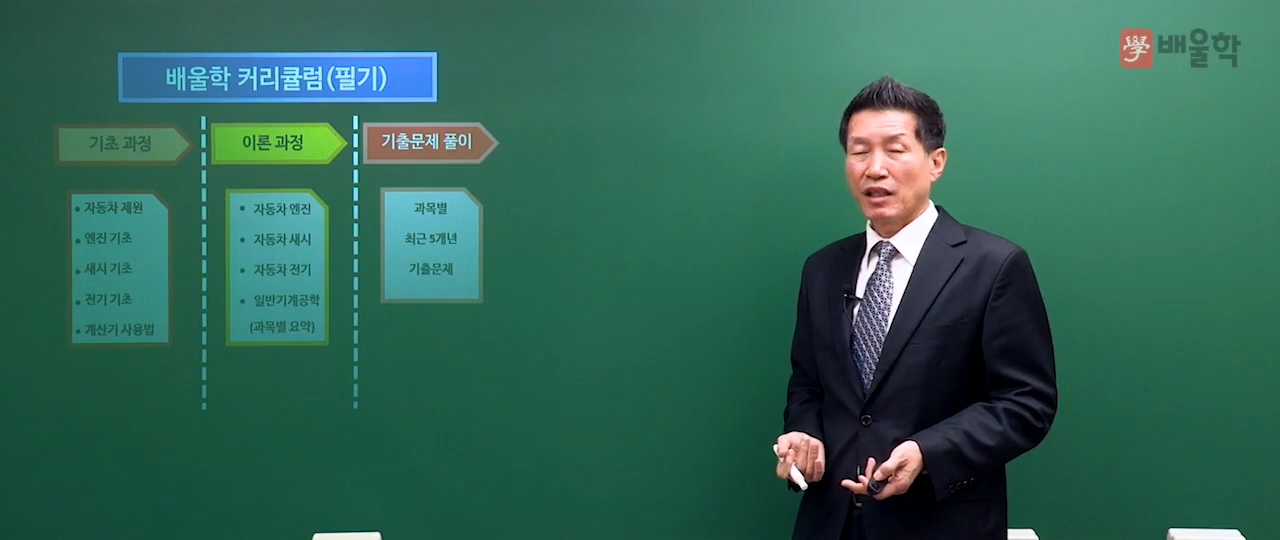 學 배울학
배울학 커리큘럼(필기)
기초 과정
이론 과정
기출문제 풀이
• 자동차 제원
• 엔진 기초
• 섀시 기초
• 전기 기초
• 계산기 사용법
• 자동차 엔진
• 자동차 섀시
• 자동차 전기
• 일반기계공학
(과목별 요약)
과목별
최근 5개년
기출문제